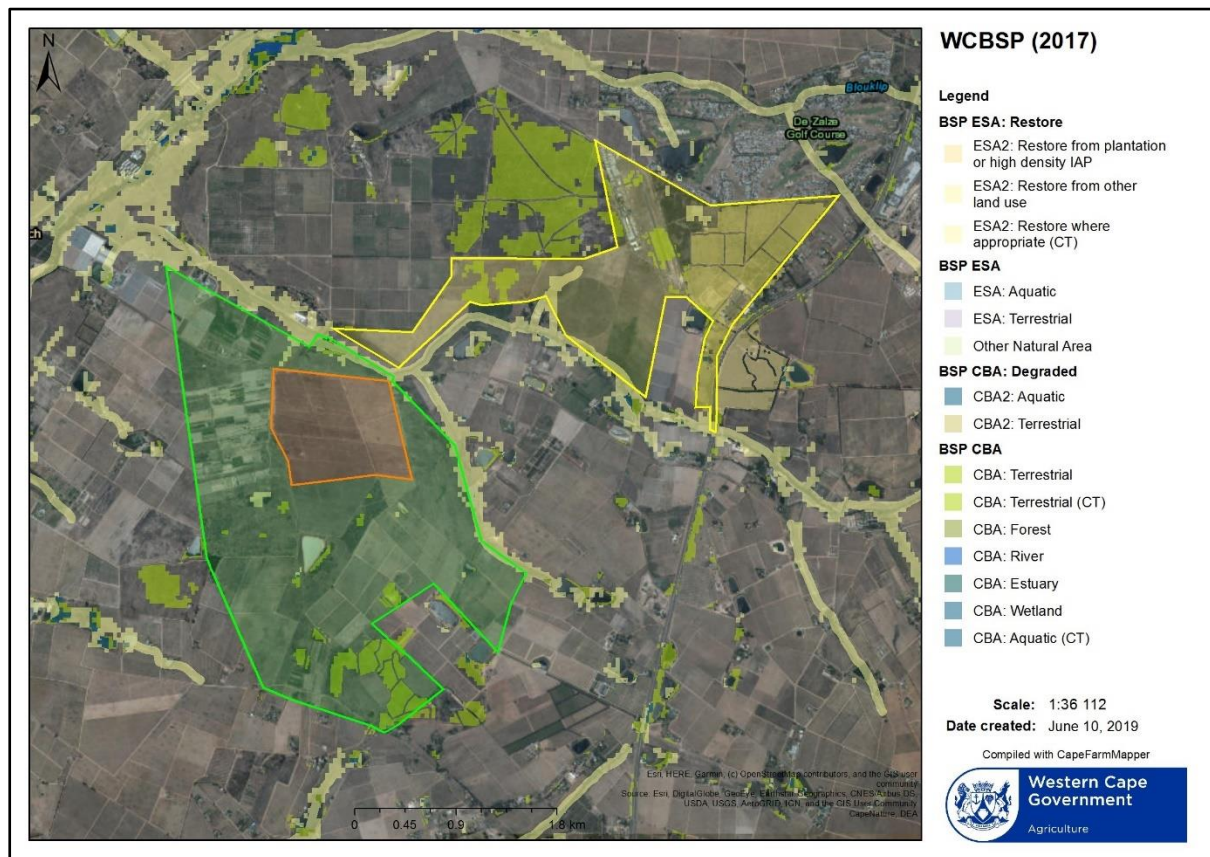 N
Blouklip
De Zalze
Golf Course
ch
Esri, HERE, Garmin, (c) OpenStreetMap contributors, and the GIS user
community
Source: Esri, DigitalGlobe, GeoEye, Earthstar Geographics, CNES/Airbus DS,
USDA, USGS, AeroGRID, IGN, and the GIS User Community
CapeNature, DEA
0 0.45 0.9 1.8 km
WCBSP (2017)
Legend
BSP ESA: Restore
ESA2: Restore from plantation
or high density IAP
ESA2: Restore from other
land use
ESA2: Restore where
appropriate (CT)
BSP ESA
ESA: Aquatic
ESA: Terrestrial
Other Natural Area
BSP CBA: Degraded
CBA2: Aquatic
CBA2: Terrestrial
BSP CBA
CBA: Terrestrial
CBA: Terrestrial (CT)
CBA: Forest
CBA: River
CBA: Estuary
CBA: Wetland
CBA: Aquatic (CT)
Scale: 1:36 112
Date created: June 10, 2019
Compiled with CapeFarmMapper
Western Cape
Government
Agriculture